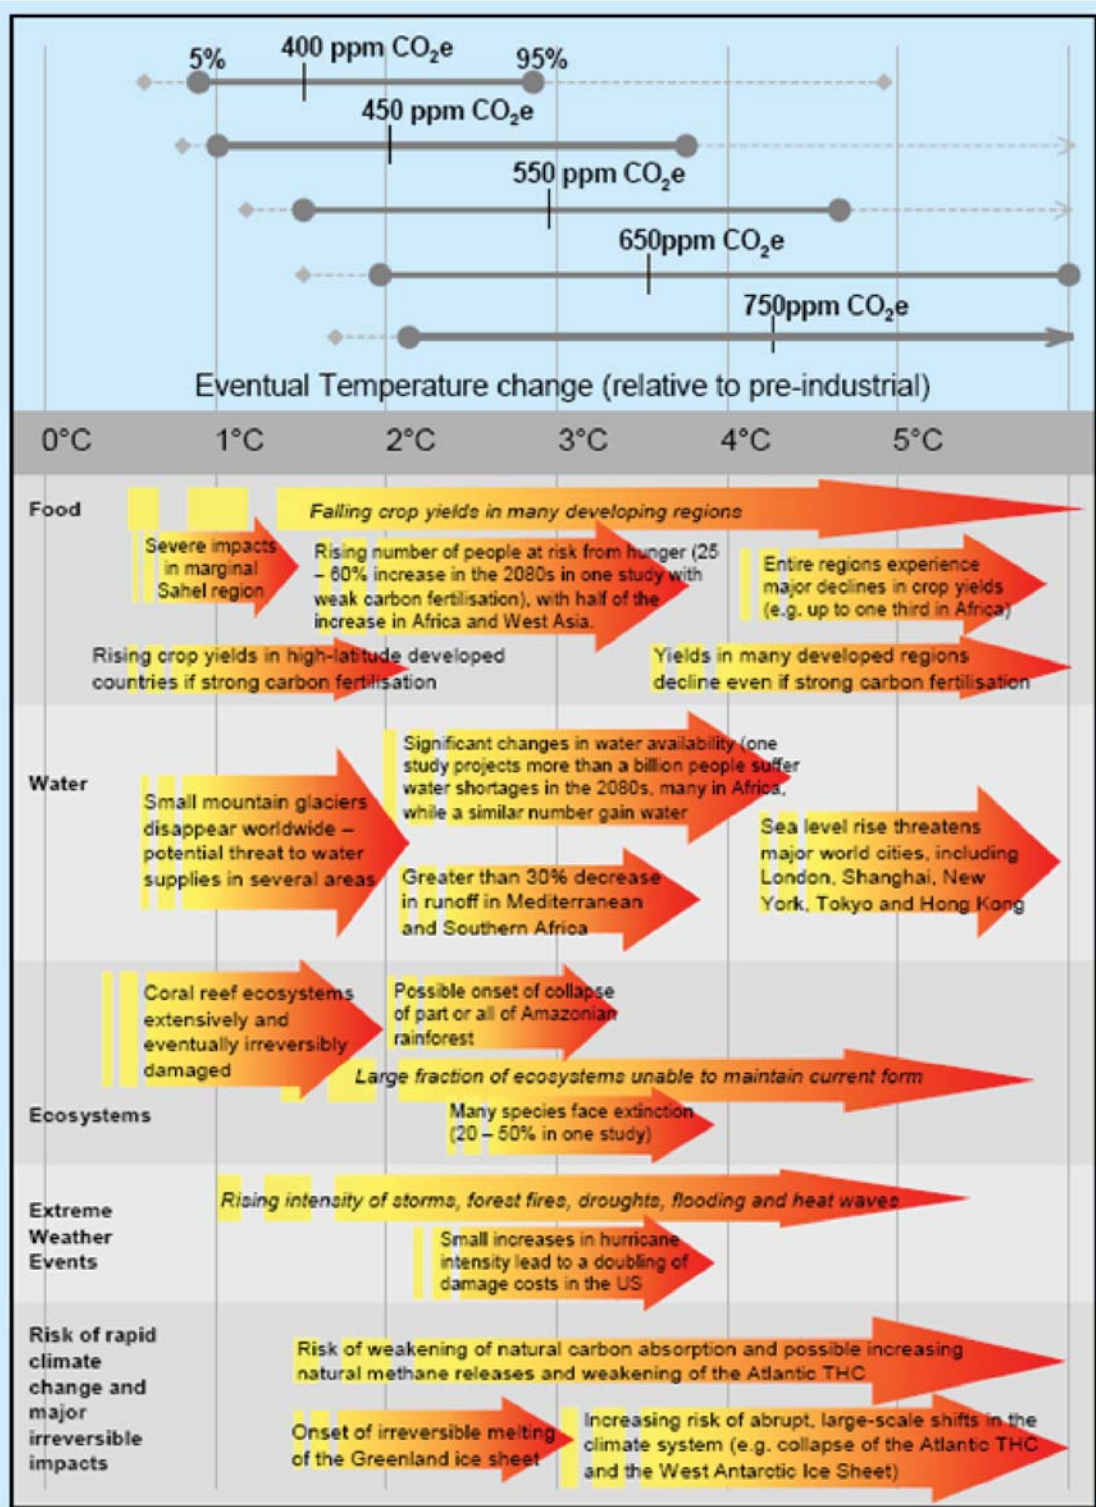 5%
400 ppm CO₂e
95%
450 ppm CO₂e
550 ppm CO₂e
650ppm CO₂e
750ppm CO₂e
Eventual Temperature change (relative to pre-industrial)
0°C 1°C 2°C 3°C 4°C 5°C
Food
Falling crop yields in many developing regions
Severe impacts
in marginal
Sahel region
Rising number of people at risk from hunger (25
– 60% increase in the 2080s in one study with
weak carbon fertilisation), with half of the
increase in Africa and West Asia.
Entire regions experience
major declines in crop yields
(e.g. up to one third in Africa)
Rising crop yields in high-latitude developed
countries if strong carbon fertilisation
Yields in many developed regions
decline even if strong carbon fertilisation
Water
Small mountain glaciers
disappear worldwide –
potential threat to water
supplies in several areas
Significant changes in water availability (one
study projects more than a billion people suffer
water shortages in the 2080s, many in Africa,
while a similar number gain water
Greater than 30% decrease
in runoff in Mediterranean
and Southern Africa
Sea level rise threatens
major world cities, including
London, Shanghai, New
York, Tokyo and Hong Kong
Ecosystems
Coral reef ecosystems
extensively and
eventually irreversibly
damaged
Possible onset of collapse
of part or all of Amazonian
rainforest
Large fraction of ecosystems unable to maintain current form
Many species face extinction
(20 – 50% in one study)
Extreme
Weather
Events
Rising intensity of storms, forest fires, droughts, flooding and heat waves
Small increases in hurricane
intensity lead to a doubling of
damage costs in the US
Risk of rapid
climate
change and
major
irreversible
impacts
Risk of weakening of natural carbon absorption and possible increasing
natural methane releases and weakening of the Atlantic THC
Onset of irreversible melting
of the Greenland ice sheet
Increasing risk of abrupt, large-scale shifts in the
climate system (e.g. collapse of the Atlantic THC
and the West Antarctic Ice Sheet)